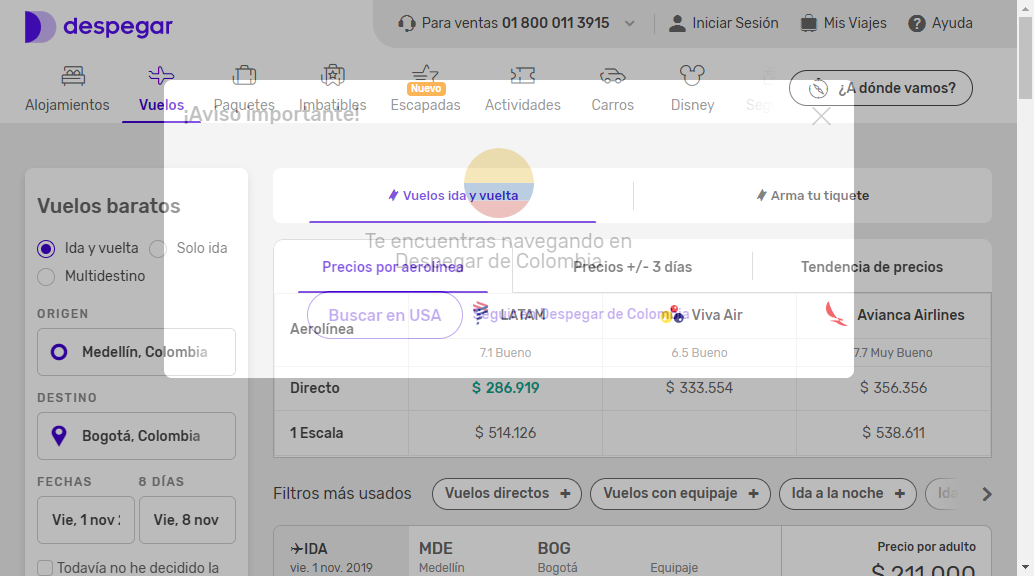 despegar
Para ventas 01 800 011 3915
Iniciar Sesión
Mis Viajes
Ayuda
Alojamientos
Vuelos
Paquetes
Imbatibles
Nuevo
Escapadas
Actividades
Carros
Disney
Seg
¿A dónde vamos?
¡Aviso importante!
Te encuentras navegando en
Despegar de Colombia.
Buscar en USA
Seguir en Despegar de Colombia
Vuelos baratos
Ida y vuelta
Solo ida
Multidestino
ORIGEN
Medellín, Colombia
DESTINO
Bogotá, Colombia
FECHAS
8 DÍAS
Vie, 1 nov 2
Vie, 8 nov
Todavía no he decidido la
Vuelos ida y vuelta
Arma tu tiquete
Precios por aerolínea
Precios +/- 3 días
Tendencia de precios
Aerolínea
LATAM
Viva Air
Avianca Airlines
7.1 Bueno
6.5 Bueno
7.7 Muy Bueno
Directo
$ 286.919
$ 333.554
$ 356.356
1 Escala
$ 514.126
$ 538.611
Filtros más usados
Vuelos directos +
Vuelos con equipaje +
Ida a la noche +
Ida
IDA
MDE
BOG
Precio por adulto
vie. 1 nov. 2019
Medellín
Bogotá
Equipaje
$ 211.000